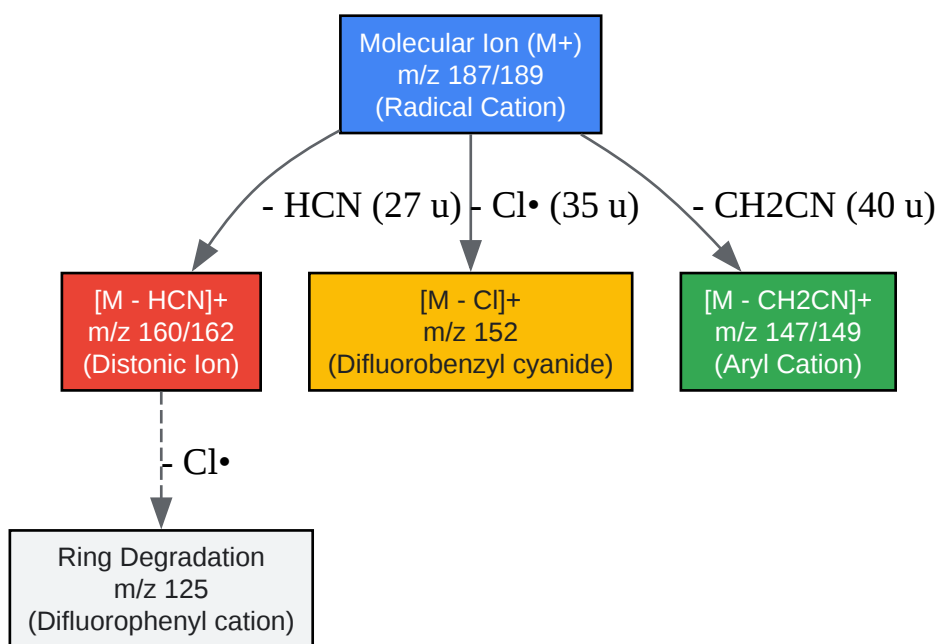 Molecular Ion (M+)
m/z 187/189
(Radical Cation)
- HCN (27 u)
- Cl• (35 u)
- CH2CN (40 u)
[M - HCN]+
m/z 160/162
(Distonic Ion)
[M - Cl]+
m/z 152
(Difluorobenzyl cyanide)
[M - CH2CN]+
m/z 147/149
(Aryl Cation)
- Cl•
Ring Degradation
m/z 125
(Difluorophenyl cation)